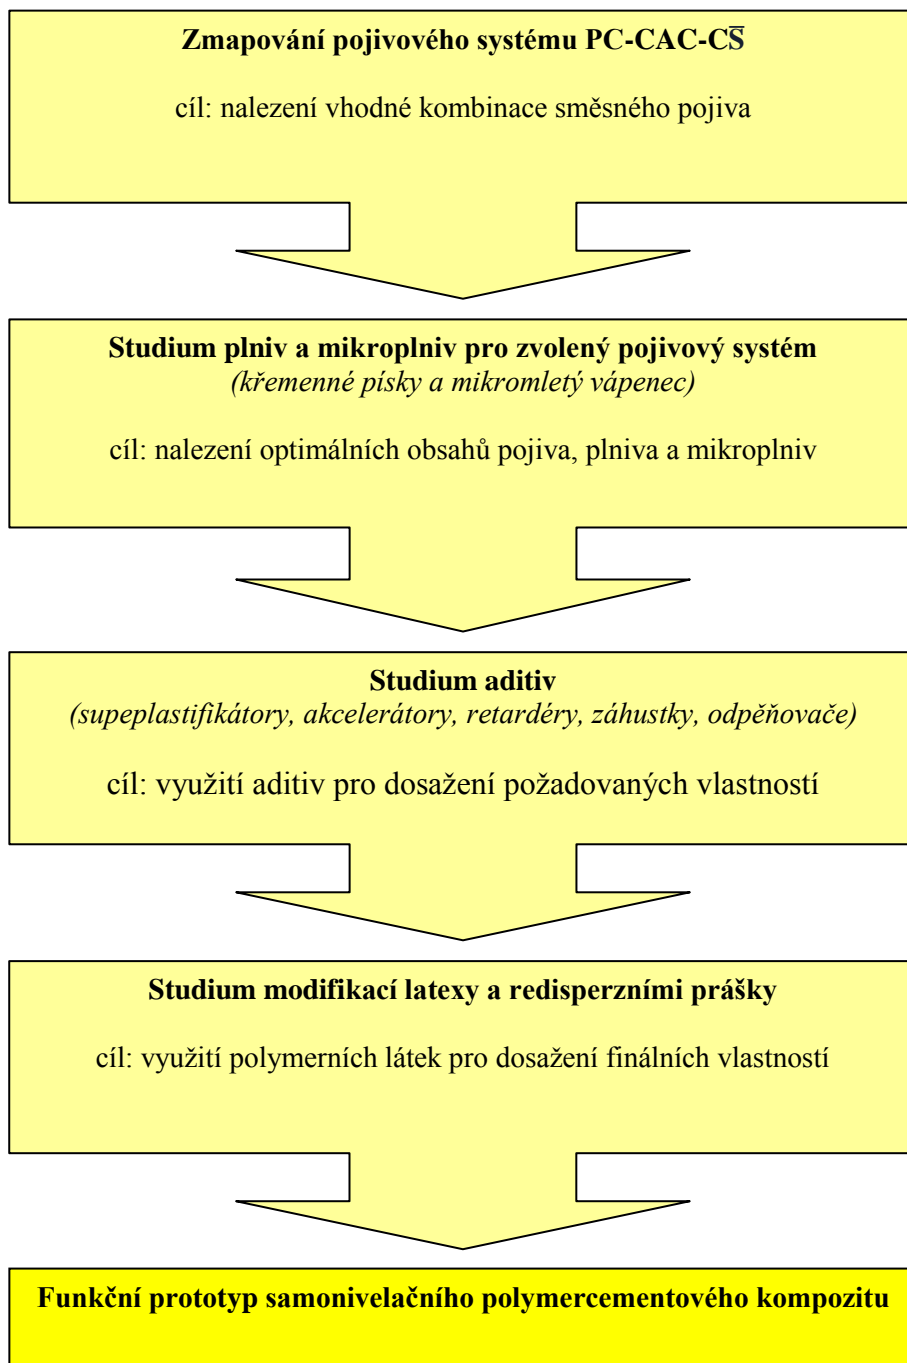 Zmapování pojivového systému PC-CAC-CS̅
cíl: nalezení vhodné kombinace směsného pojiva
Studium plniv a mikroplniv pro zvolený pojivový systém
(křemenné písky a mikromletý vápenec)
cíl: nalezení optimálních obsahů pojiva, plniva a mikroplniv
Studium aditiv
(supeplastifikátory, akcelerátory, retardéry, záhustky, odpěňovače)
cíl: využití aditiv pro dosažení požadovaných vlastností
Studium modifikací latexy a redisperzními prášky
cíl: využití polymerních látek pro dosažení finálních vlastností
Funkční prototyp samonivelačního polymercementového kompozitu